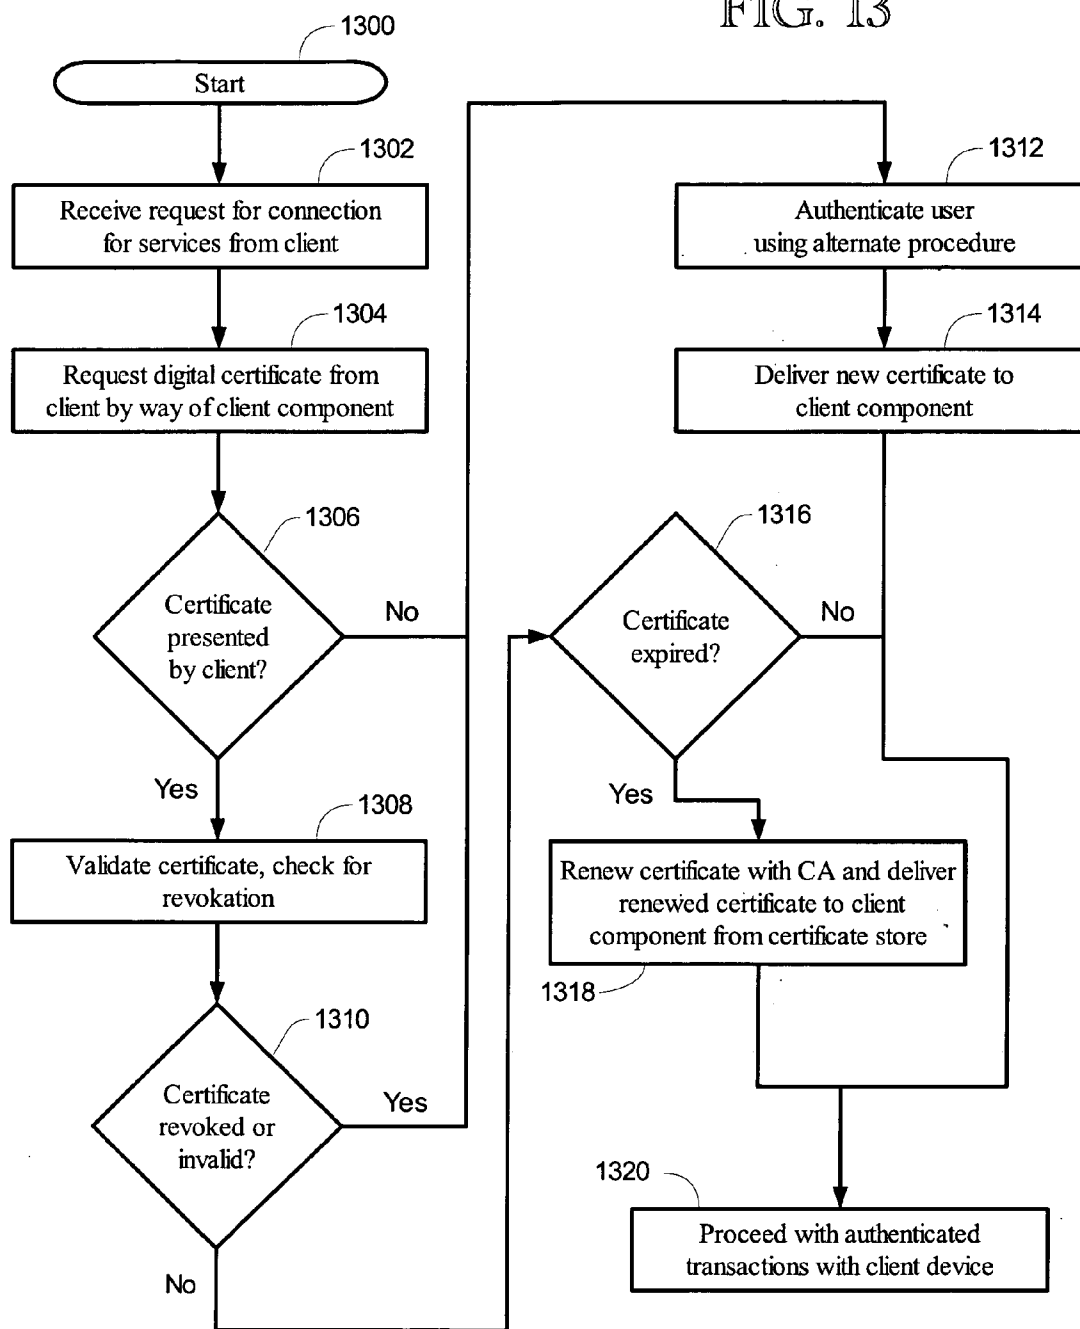 FIG. 13
1300
Start
1302
Receive request for connection
for services from client
1304
Request digital certificate from
client by way of client component
1306
Certificate
presented
by client?
No
Yes
1308
Validate certificate, check for
revokation
1310
Certificate
revoked or
invalid?
Yes
No
1312
Authenticate user
using alternate procedure
1314
Deliver new certificate to
client component
1316
Certificate
expired?
No
Yes
Renew certificate with CA and deliver
renewed certificate to client
component from certificate store
1318
1320
Proceed with authenticated
transactions with client device